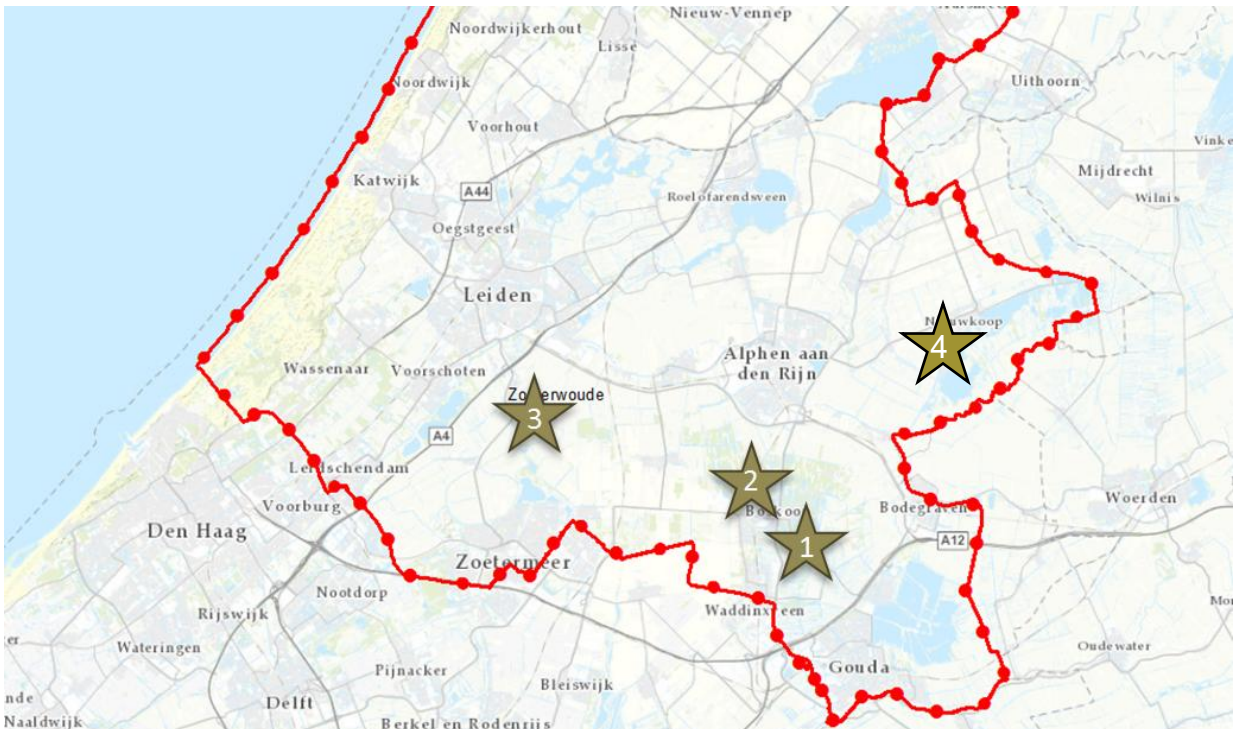 Nieuw-Vennep
Noordwijkerhout
Lisse
Noordwijk
Uithoorn
Voorhout
Vinke
Mijdrecht
Katwijk
A44
Roelofarendsveen
Wilnis
Oegstgeest
Leiden
Alphen aan
den Rijn
4
Wassenaar
Voorschoten
3
A4
Leidschendam
2
Woerden
Voorburg
Bodegraven
Den Haag
A12
1
Zoetermeer
Nootdorp
Rijswijk
Waddinxveen
Wateringen
Oudewater
Pijnacker
Gouda
Bleiswijk
Delft
Naaldwijk
Berkel en Rodenrijs